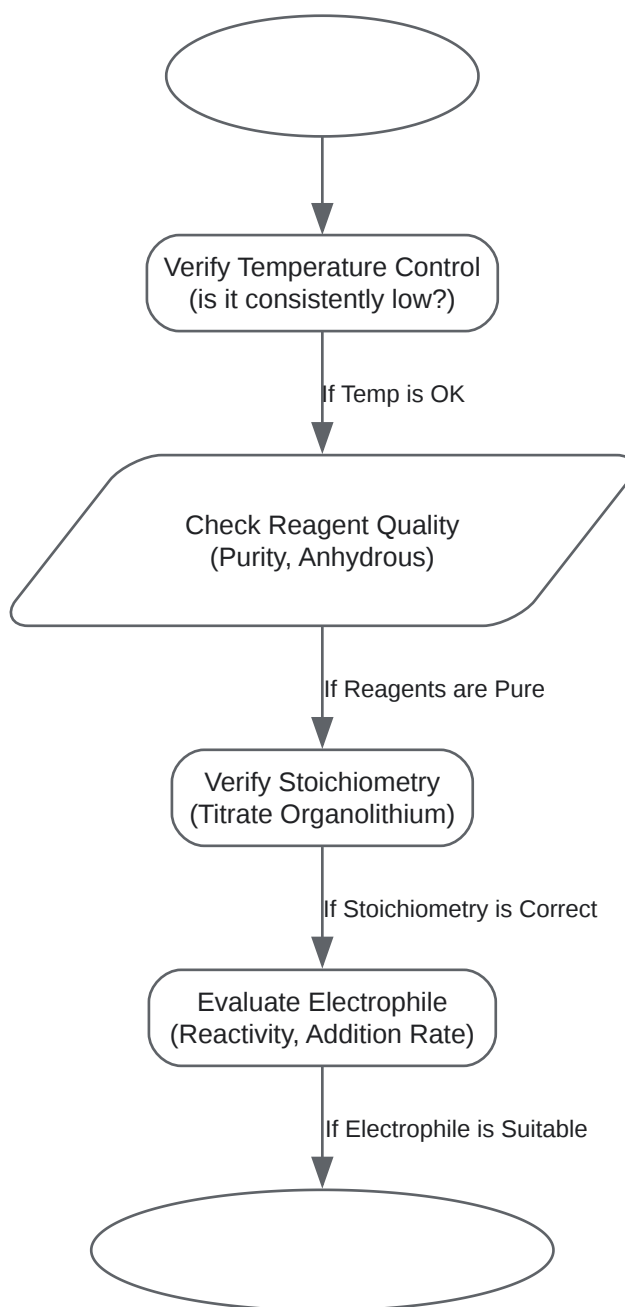 Verify Temperature Control
(is it consistently low?)
If Temp is OK
Check Reagent Quality
(Purity, Anhydrous)
If Reagents are Pure
Verify Stoichiometry
(Titrate Organolithium)
If Stoichiometry is Correct
Evaluate Electrophile
(Reactivity, Addition Rate)
If Electrophile is Suitable